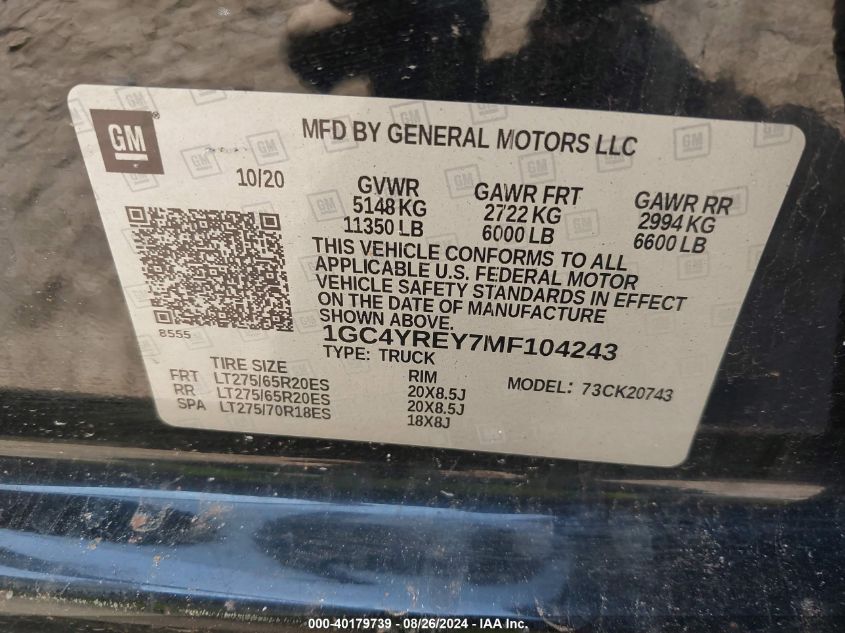 GM
MFD BY GENERAL MOTORS LLC
10/20
GVWR GAWR FRT GAWR RR
5148 KG 2722 KG 2994 KG
11350 LB 6000 LB 6600 LB
THIS VEHICLE CONFORMS TO ALL
APPLICABLE U.S. FEDERAL MOTOR
VEHICLE SAFETY STANDARDS IN EFFECT
ON THE DATE OF MANUFACTURE
SHOWN ABOVE.
8555
1GC4YREY7MF104243
TYPE: TRUCK
MODEL: 73CK20743
TIRE SIZE RIM
FRT LT275/65R20ES 20X8.5J
RR LT275/65R20ES 20X8.5J
SPA LT275/70R18ES 18X8J
00-40179739 - 08/26/2024 - IAA Inc.